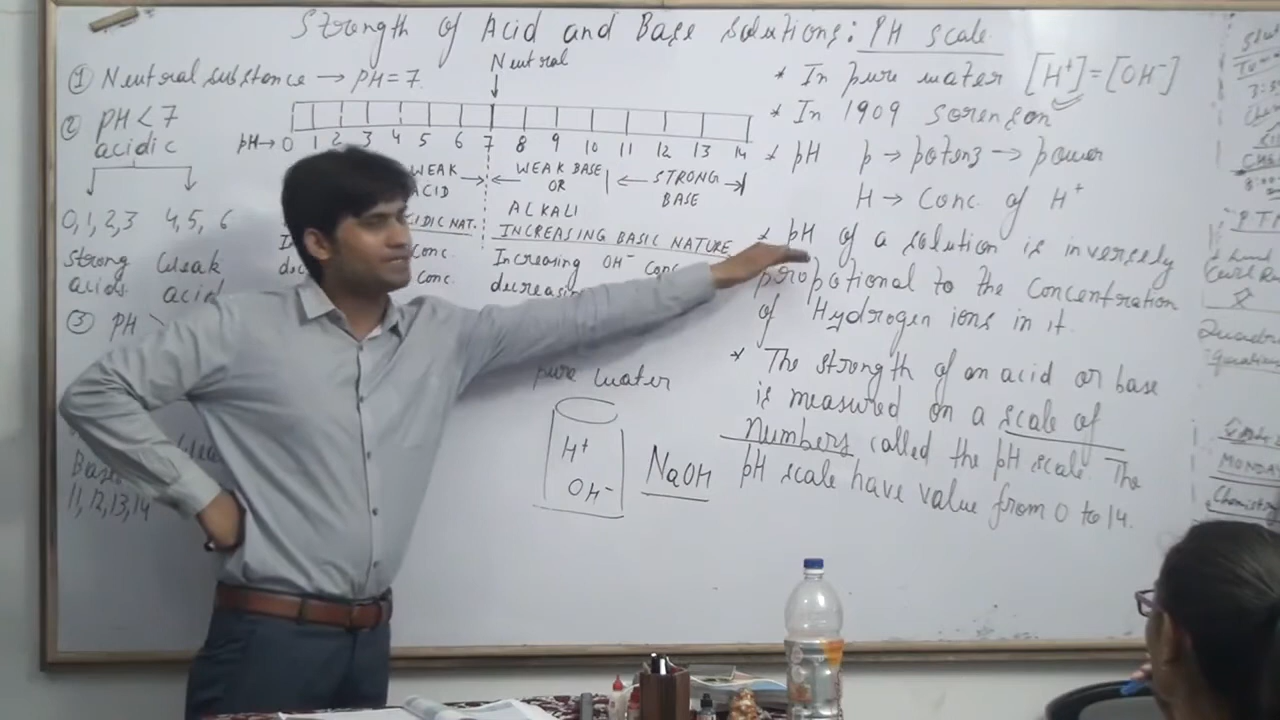 Strength of Acid and Base solutions: PH scale
① Neutral substance → PH = 7.
② PH < 7
acidic
0, 1, 2, 3 4, 5, 6
strong weak
acids acid
③ PH
11, 12, 13, 14
Neutral
pH→ 0 1 2 3 4 5 6 7 8 9 10 11 12 13 14
WEAK
ACID
WEAK BASE
OR
ALKALI
STRONG
BASE
INCREASING BASIC NATURE
conc.
conc.
Increasing OH⁻ Conc
pure water
H⁺
OH⁻
NaOH
* In pure water [H⁺] = [OH⁻]
* In 1909 sorenson
* pH p → potenz → power
H → Conc. of H⁺
* pH of a solution is inversely
propotional to the concentration
of Hydrogen ions in it.
* The strength of an acid or base
is measured on a scale of
numbers called the pH scale. The
pH scale have value from 0 to 14.
MONDA
Chemistry